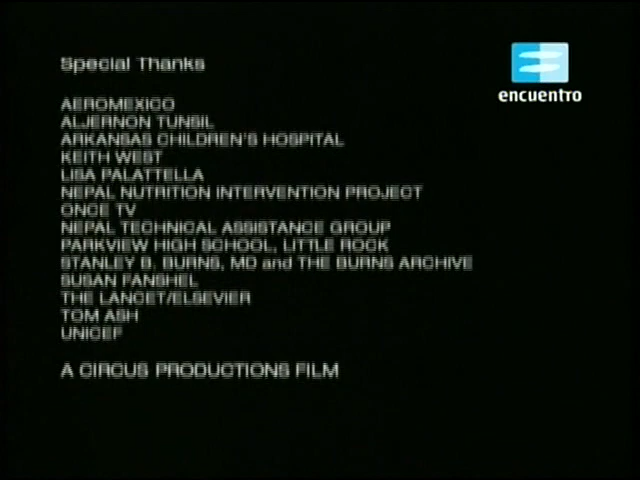 Special Thanks
encuentro
AEROMEXICO
ALJERNON TUNSIL
ARKANSAS CHILDREN'S HOSPITAL
KEITH WEST
LISA PALATTELLA
NEPAL NUTRITION INTERVENTION PROJECT
ONCE TV
NEPAL TECHNICAL ASSISTANCE GROUP
PARKVIEW HIGH SCHOOL, LITTLE ROCK
STANLEY B. BURNS, MD and THE BURNS ARCHIVE
SUSAN FANSHEL
THE LANCET/ELSEVIER
TOM ASH
UNICEF
A CIRCUS PRODUCTIONS FILM